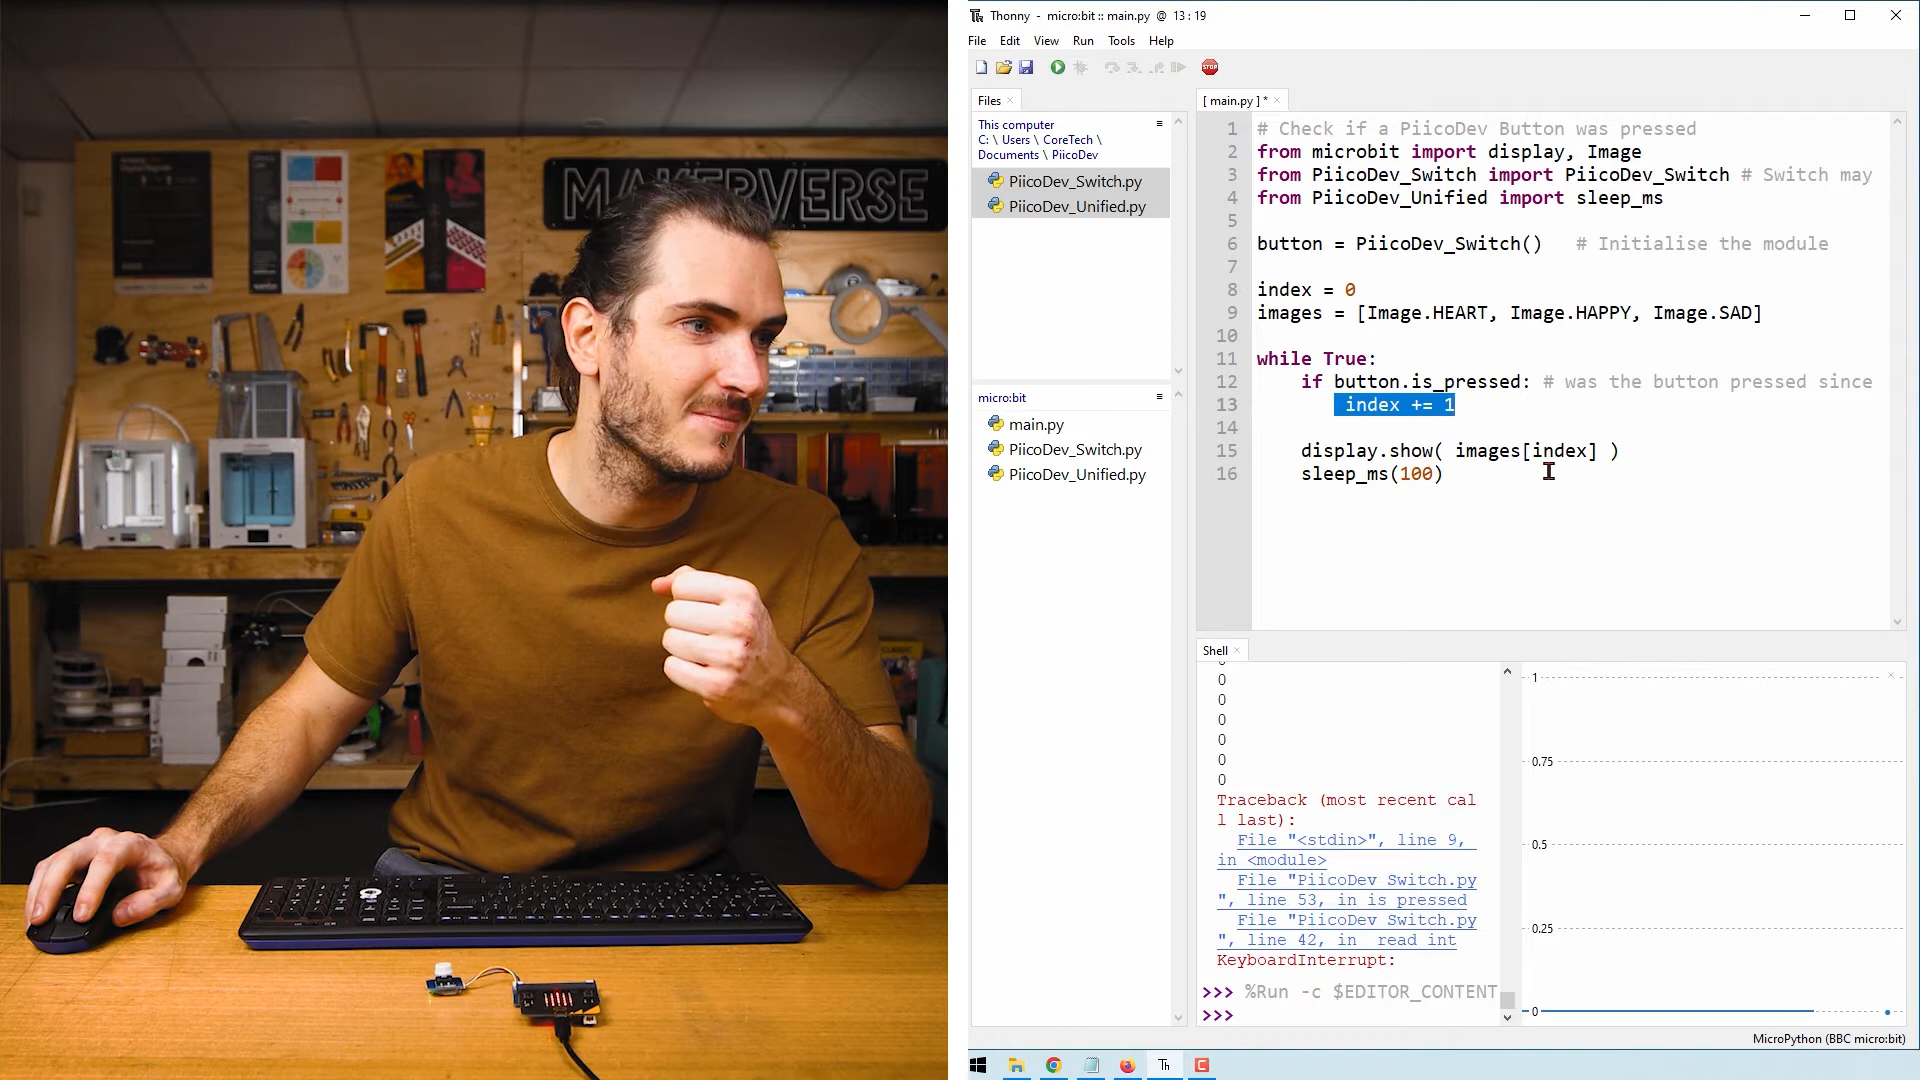 MAKERVERSE
Thonny - micro:bit :: main.py @ 13 : 19
File Edit View Run Tools Help
STOP
Files
[ main.py ] *
This computer
C: \ Users \ CoreTech \
Documents \ PiicoDev
PiicoDev_Switch.py
PiicoDev_Unified.py
micro:bit
main.py
PiicoDev_Switch.py
PiicoDev_Unified.py
1 # Check if a PiicoDev Button was pressed
2 from microbit import display, Image
3 from PiicoDev_Switch import PiicoDev_Switch # Switch may
4 from PiicoDev_Unified import sleep_ms
5
6 button = PiicoDev_Switch() # Initialise the module
7
8 index = 0
9 images = [Image.HEART, Image.HAPPY, Image.SAD]
10
11 while True:
12 if button.is_pressed: # was the button pressed since
13 index += 1
14
15 display.show( images[index] )
16 sleep_ms(100)
Shell
0
0
0
0
0
0
Traceback (most recent cal
l last):
File "<stdin>", line 9,
in <module>
File "PiicoDev_Switch.py
", line 53, in is_pressed
File "PiicoDev_Switch.py
", line 42, in _read_int
KeyboardInterrupt:
>>> %Run -c $EDITOR_CONTENT
>>>
1
0.75
0.5
0.25
0
MicroPython (BBC micro:bit)
Th